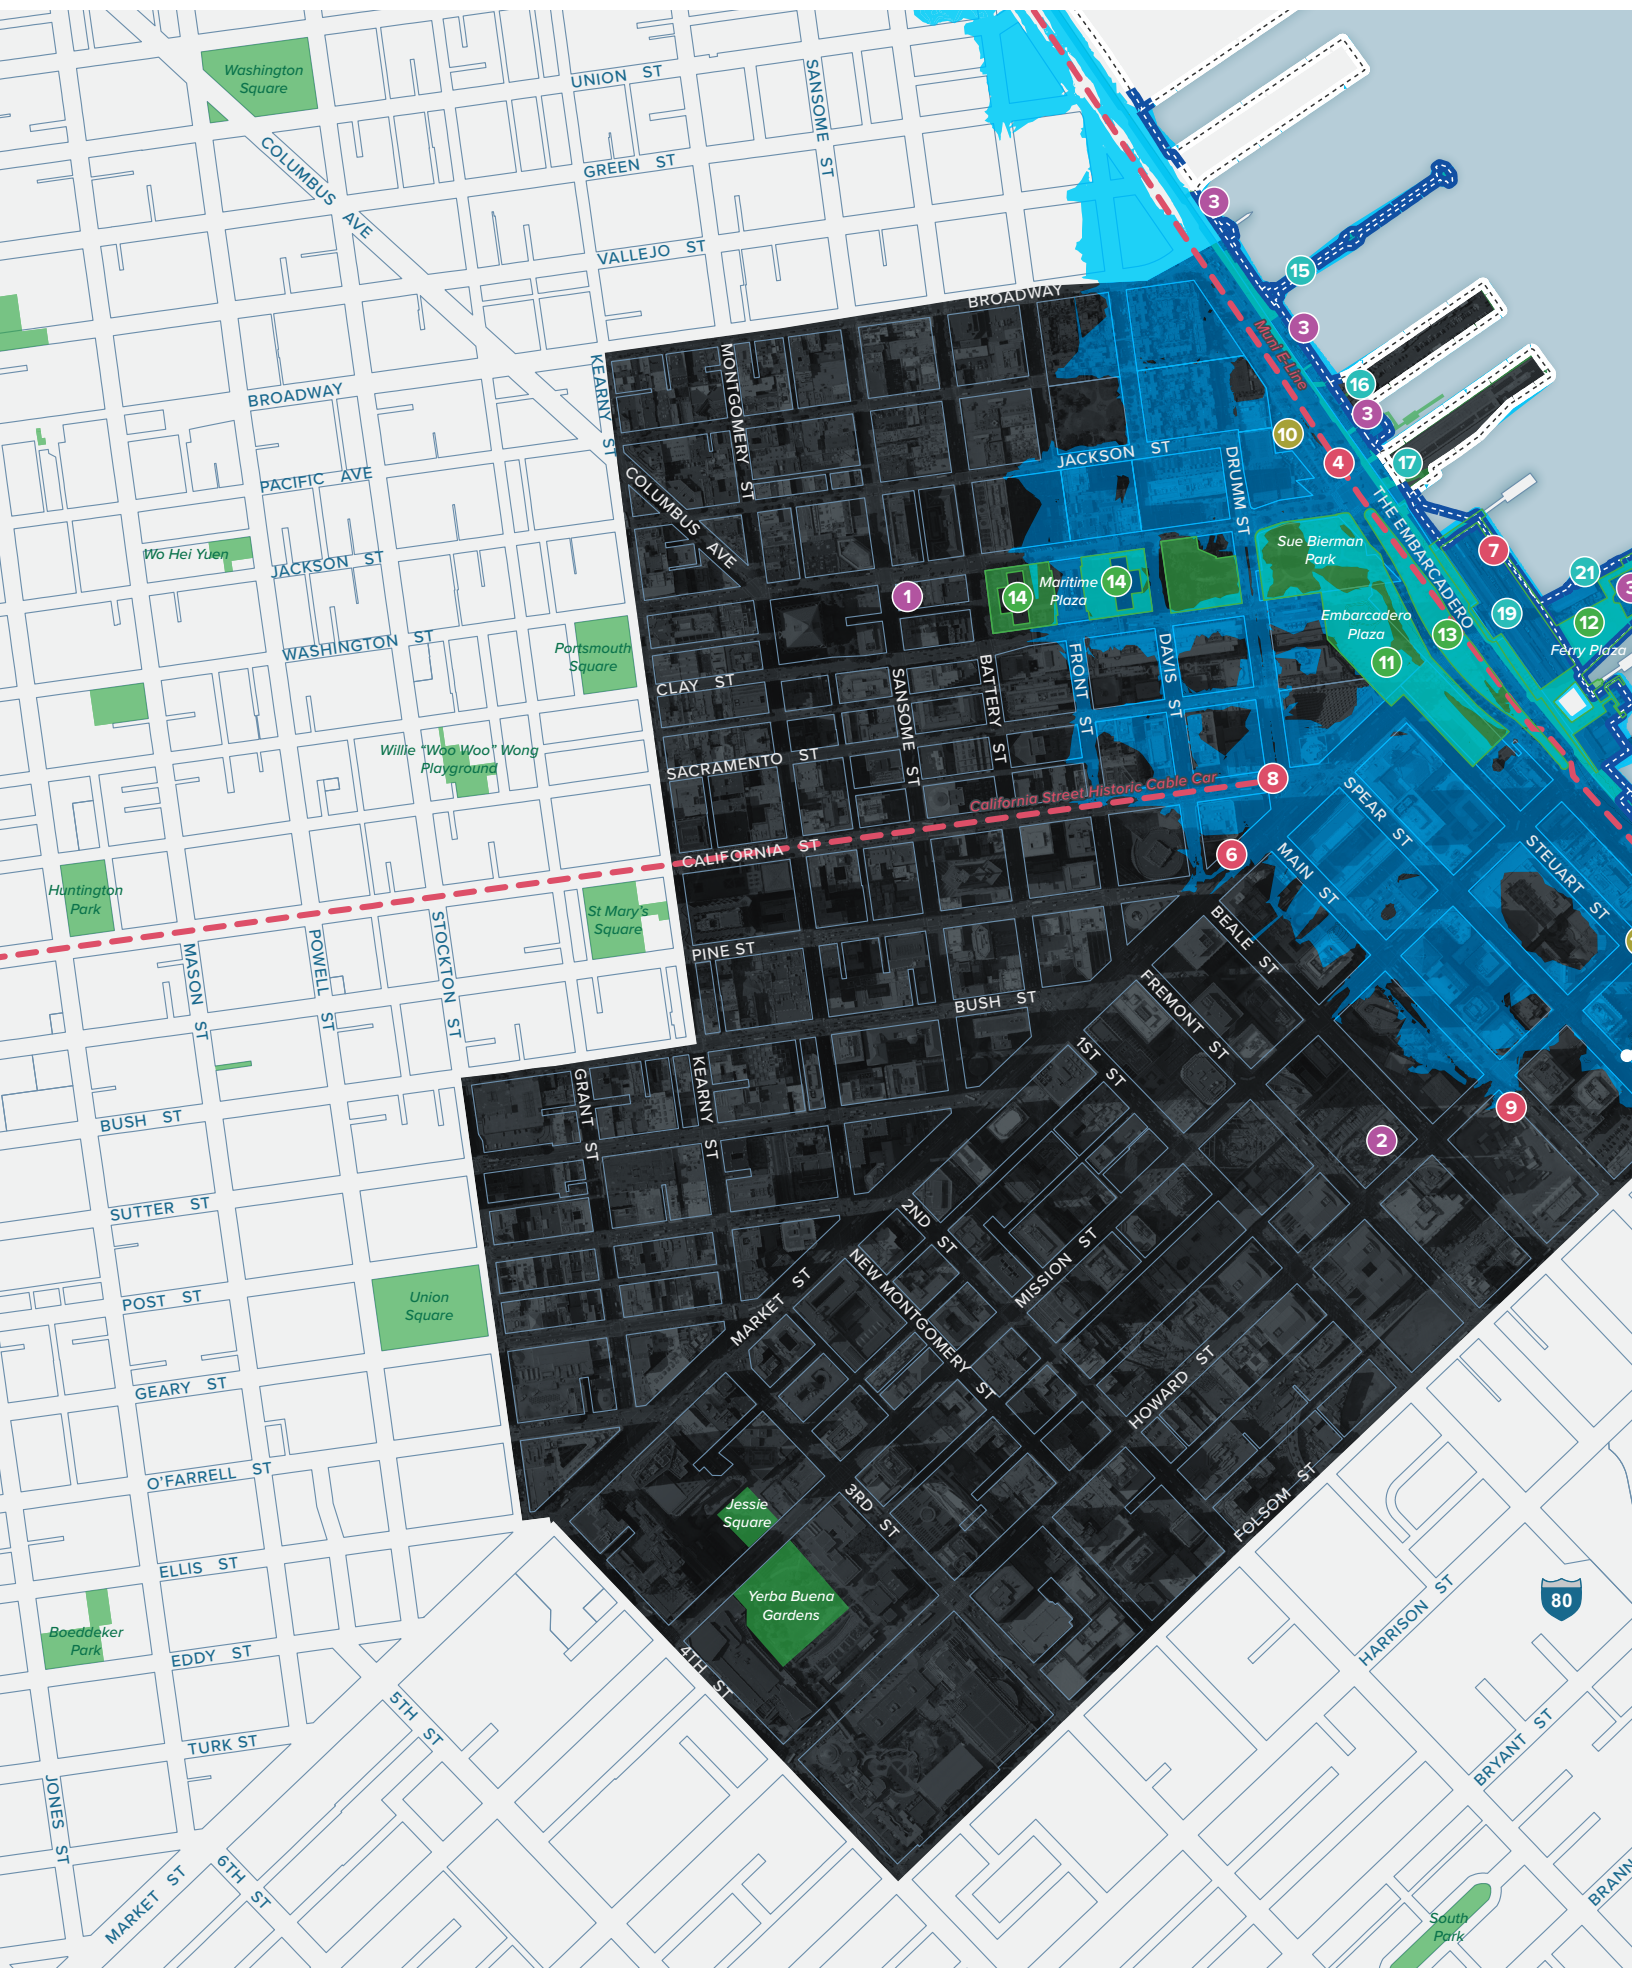 Washington
Square
UNION ST
SANSOME ST
COLUMBUS AVE
GREEN ST
VALLEJO ST
3
15
3
BROADWAY
Muni E-Line
16
3
KEARNY ST
MONTGOMERY ST
BROADWAY
10
4
17
JACKSON ST
DRUMM ST
PACIFIC AVE
COLUMBUS AVE
THE EMBARCADERO
Wo Hei Yuen
JACKSON ST
Sue Bierman
Park
7
21
3
1
14
Maritime
Plaza
14
19
12
Ferry Plaza
Embarcadero
Plaza
13
11
WASHINGTON ST
Portsmouth
Square
CLAY ST
SANSOME ST
BATTERY ST
FRONT ST
DAVIS ST
Willie “Woo Woo” Wong
Playground
SACRAMENTO ST
California Street Historic Cable Car
8
SPEAR ST
CALIFORNIA ST
6
MAIN ST
STEUART ST
Huntington
Park
St Mary's
Square
BEALE ST
MASON ST
POWELL ST
STOCKTON ST
PINE ST
BUSH ST
FREMONT ST
1ST ST
GRANT ST
KEARNY ST
9
2
BUSH ST
SUTTER ST
2ND ST
MISSION ST
NEW MONTGOMERY ST
MARKET ST
POST ST
Union
Square
GEARY ST
HOWARD ST
O'FARRELL ST
3RD ST
FOLSOM ST
Jessie
Square
ELLIS ST
Yerba Buena
Gardens
80
HARRISON ST
Boeddeker
Park
EDDY ST
4TH ST
5TH ST
TURK ST
BRYANT ST
JONES ST
MARKET ST
6TH ST
BRANN
South
Park